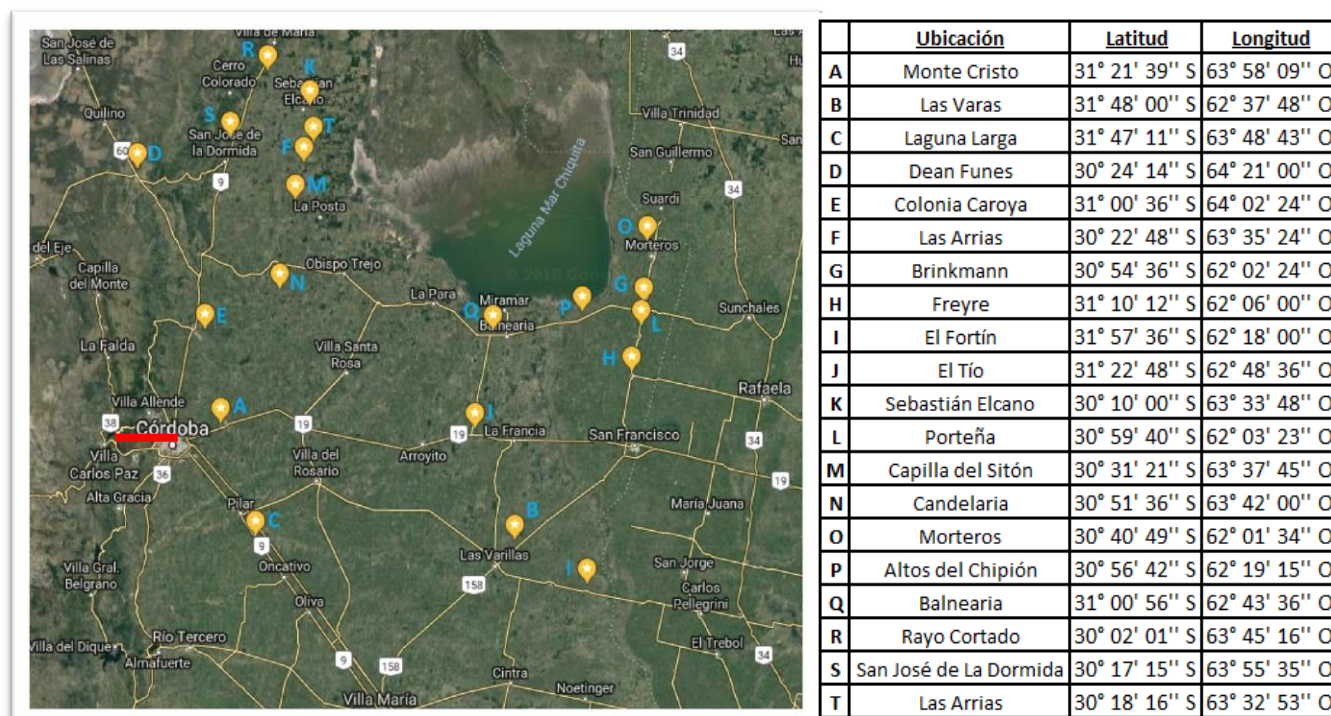 Villa de María
San José de
Las Salinas
R
Cerro
Colorado
K
Sebastián
Elcano
34
Quilino
S
T
Villa Trinidad
San José de
la Dormida
F
San
60
D
San Guillermo
9
M
La Posta
34
Laguna Mar Chiquita
Suardi
O
Morteros
del Eje
Capilla
del Monte
Obispo Trejo
N
La Para
Miramar
Q
Balnearia
P
G
Sunchales
E
L
La Falda
Villa Santa
Rosa
H
Rafaela
Villa Allende
A
J
38
Córdoba
19
19
La Francia
San Francisco
34
Villa
Carlos Paz
36
Villa del
Rosario
Arroyito
19
Alta Gracia
Pilar
C
B
María Juana
9
Las Varillas
Villa Gral.
Belgrano
Oncativo
I
San Jorge
158
Carlos
Pellegrini
Oliva
Villa del Dique
Río Tercero
El Trebol
Almafuerte
9
158
34
Cintra
Noetinger
Villa María
Ubicación Latitud Longitud
A Monte Cristo 31° 21' 39'' S 63° 58' 09'' O
B Las Varas 31° 48' 00'' S 62° 37' 48'' O
C Laguna Larga 31° 47' 11'' S 63° 48' 43'' O
D Dean Funes 30° 24' 14'' S 64° 21' 00'' O
E Colonia Caroya 31° 00' 36'' S 64° 02' 24'' O
F Las Arrias 30° 22' 48'' S 63° 35' 24'' O
G Brinkmann 30° 54' 36'' S 62° 02' 24'' O
H Freyre 31° 10' 12'' S 62° 06' 00'' O
I El Fortín 31° 57' 36'' S 62° 18' 00'' O
J El Tío 31° 22' 48'' S 62° 48' 36'' O
K Sebastián Elcano 30° 10' 00'' S 63° 33' 48'' O
L Porteña 30° 59' 40'' S 62° 03' 23'' O
M Capilla del Sitón 30° 31' 21'' S 63° 37' 45'' O
N Candelaria 30° 51' 36'' S 63° 42' 00'' O
O Morteros 30° 40' 49'' S 62° 01' 34'' O
P Altos del Chipión 30° 56' 42'' S 62° 19' 15'' O
Q Balnearia 31° 00' 56'' S 62° 43' 36'' O
R Rayo Cortado 30° 02' 01'' S 63° 45' 16'' O
S San José de La Dormida 30° 17' 15'' S 63° 55' 35'' O
T Las Arrias 30° 18' 16'' S 63° 32' 53'' O